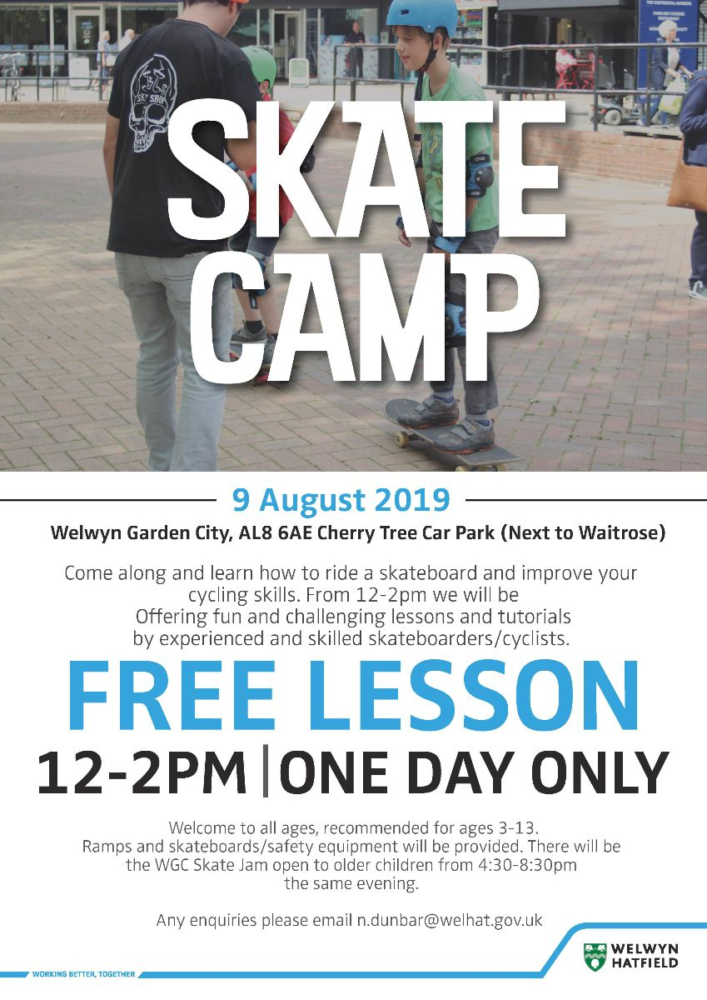 THE CONTINENTAL BARBERS
SK SHOP
SKATE
CAMP
9 August 2019
Welwyn Garden City, AL8 6AE Cherry Tree Car Park (Next to Waitrose)
Come along and learn how to ride a skateboard and improve your
cycling skills. From 12-2pm we will be
Offering fun and challenging lessons and tutorials
by experienced and skilled skateboarders/cyclists.
FREE LESSON
12-2PM | ONE DAY ONLY
Welcome to all ages, recommended for ages 3-13.
Ramps and skateboards/safety equipment will be provided. There will be
the WGC Skate Jam open to older children from 4:30-8:30pm
the same evening.
Any enquiries please email n.dunbar@welhat.gov.uk
WELWYN
HATFIELD
WORKING BETTER, TOGETHER